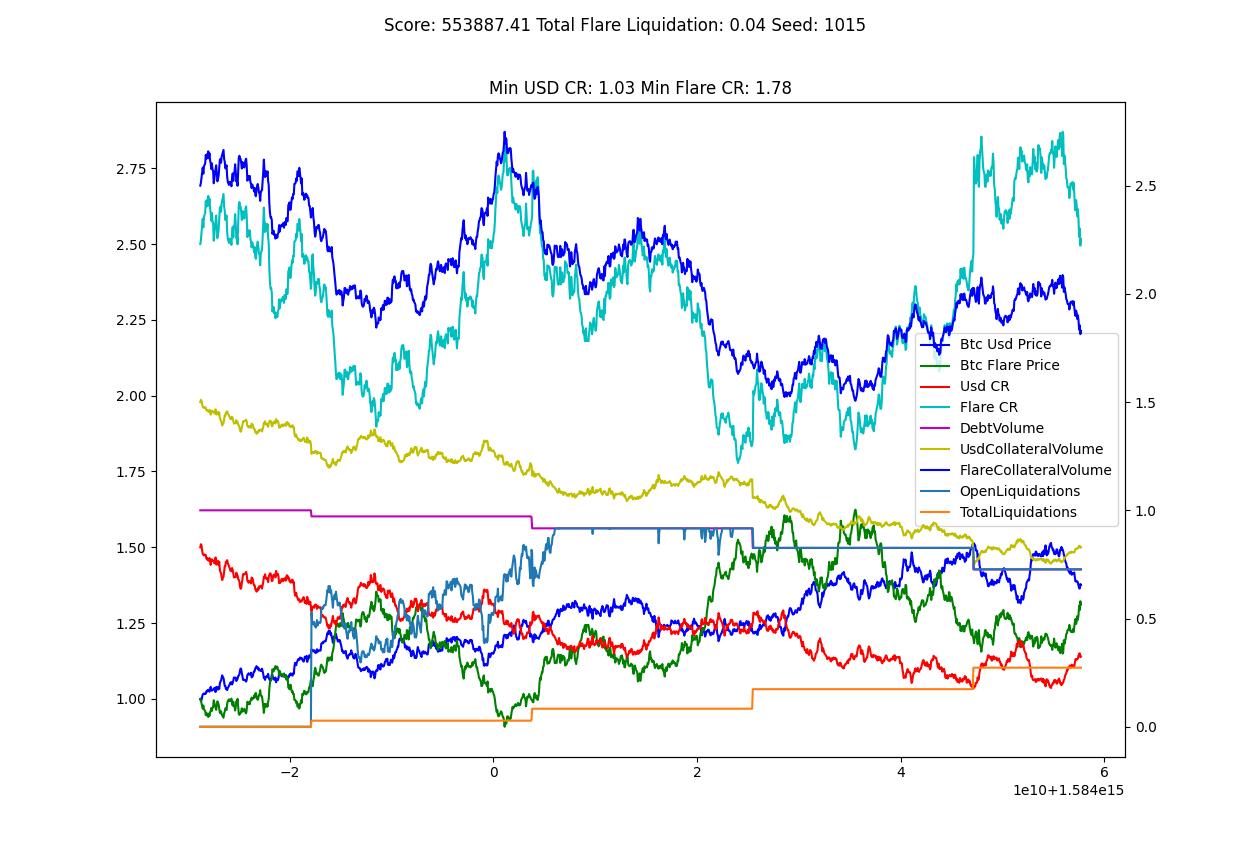 Score: 553887.41 Total Flare Liquidation: 0.04 Seed: 1015
Min USD CR: 1.03 Min Flare CR: 1.78
2.75
2.50
2.25
2.00
1.75
1.50
1.25
1.00
2.5
2.0
1.5
1.0
0.5
0.0
Btc Usd Price
Btc Flare Price
Usd CR
Flare CR
DebtVolume
UsdCollateralVolume
FlareCollateralVolume
OpenLiquidations
TotalLiquidations
−2 0 2 4 6
1e10+1.584e15